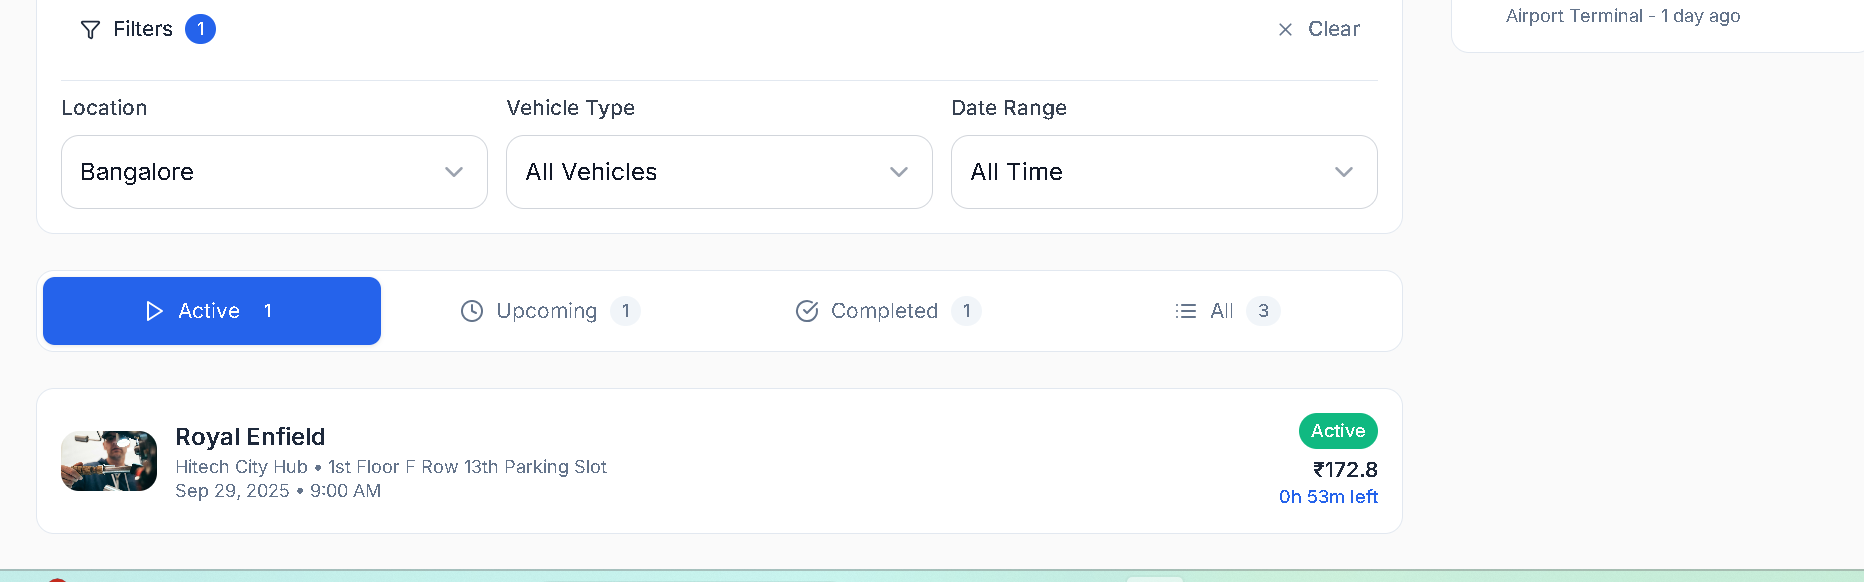 Airport Terminal - 1 day ago
Filters 1
Clear
Location
Vehicle Type
Date Range
Bangalore
All Vehicles
All Time
Active 1
Upcoming 1
Completed 1
All 3
Royal Enfield
Hitech City Hub • 1st Floor F Row 13th Parking Slot
Sep 29, 2025 • 9:00 AM
Active
₹172.8
0h 53m left